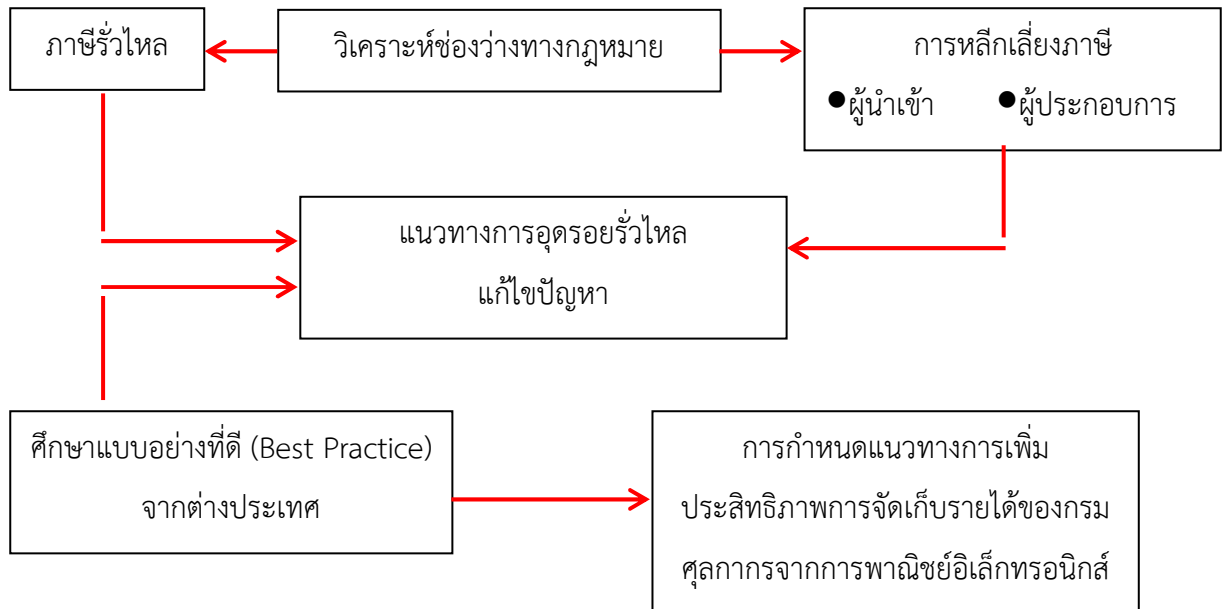 ภาษีรั่วไหล
วิเคราะห์ช่องว่างทางกฎหมาย
การหลีกเลี่ยงภาษี
●ผู้นำเข้า ●ผู้ประกอบการ
แนวทางการอุดรอยรั่วไหล
แก้ไขปัญหา
ศึกษาแบบอย่างที่ดี (Best Practice)
จากต่างประเทศ
การกำหนดแนวทางการเพิ่ม
ประสิทธิภาพการจัดเก็บรายได้ของกรม
ศุลกากรจากการพาณิชย์อิเล็กทรอนิกส์